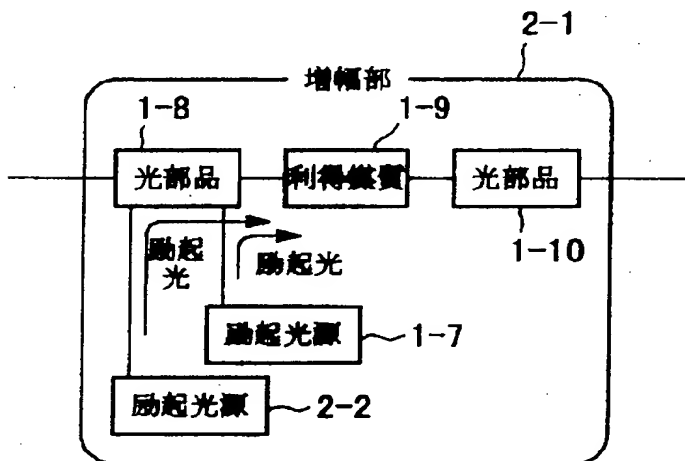 2-1
増幅部
1-8
1-9
光部品
利得媒質
光部品
1-10
励起
光
励起光
励起光源
1-7
励起光源
2-2